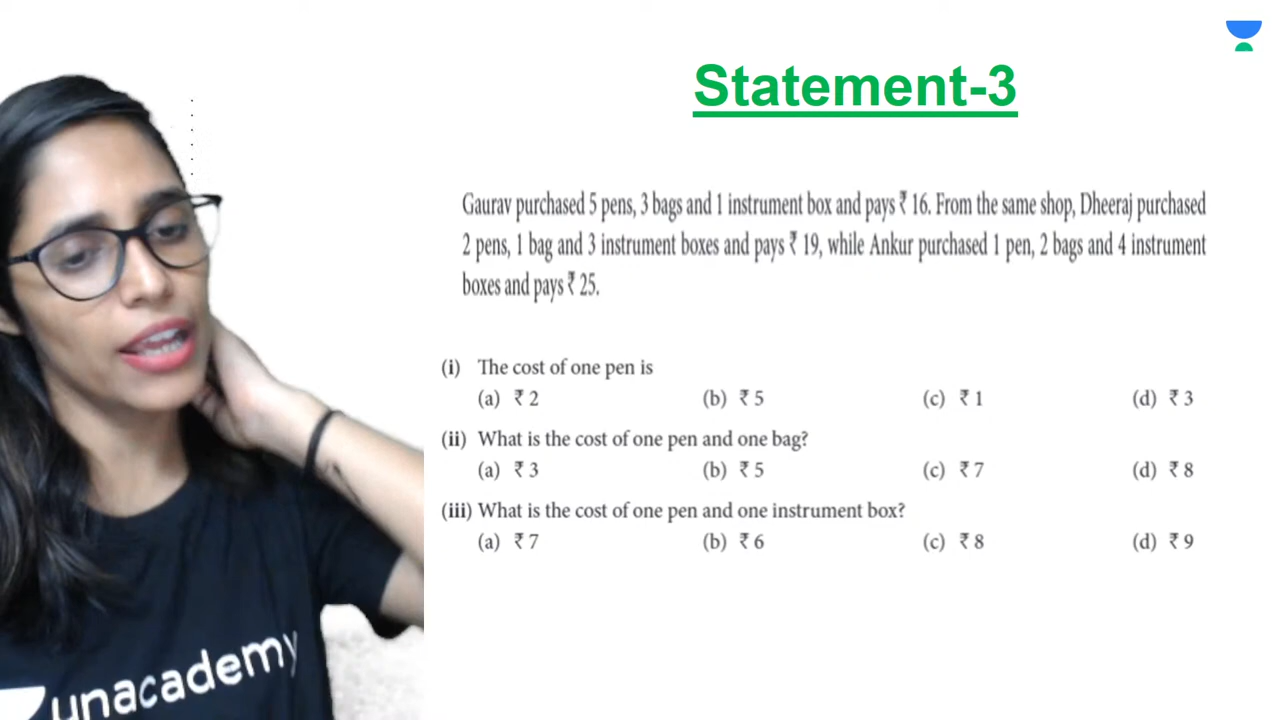 Statement-3
Gaurav purchased 5 pens, 3 bags and 1 instrument box and pays ₹ 16. From the same shop, Dheeraj purchased
2 pens, 1 bag and 3 instrument boxes and pays ₹ 19, while Ankur purchased 1 pen, 2 bags and 4 instrument
boxes and pays ₹ 25.
(i) The cost of one pen is
(a) ₹ 2 (b) ₹ 5 (c) ₹ 1 (d) ₹ 3
(ii) What is the cost of one pen and one bag?
(a) ₹ 3 (b) ₹ 5 (c) ₹ 7 (d) ₹ 8
(iii) What is the cost of one pen and one instrument box?
(a) ₹ 7 (b) ₹ 6 (c) ₹ 8 (d) ₹ 9
unacademy